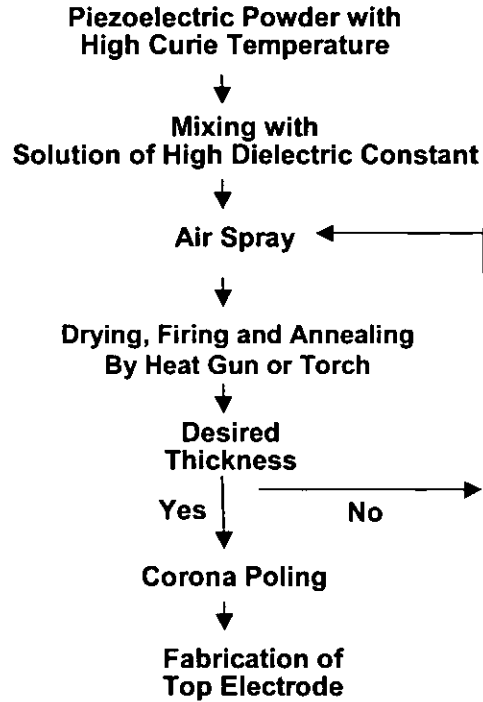 Piezoelectric Powder with
High Curie Temperature
Mixing with
Solution of High Dielectric Constant
Air Spray
Drying, Firing and Annealing
By Heat Gun or Torch
Desired
Thickness
Yes
No
Corona Poling
Fabrication of
Top Electrode